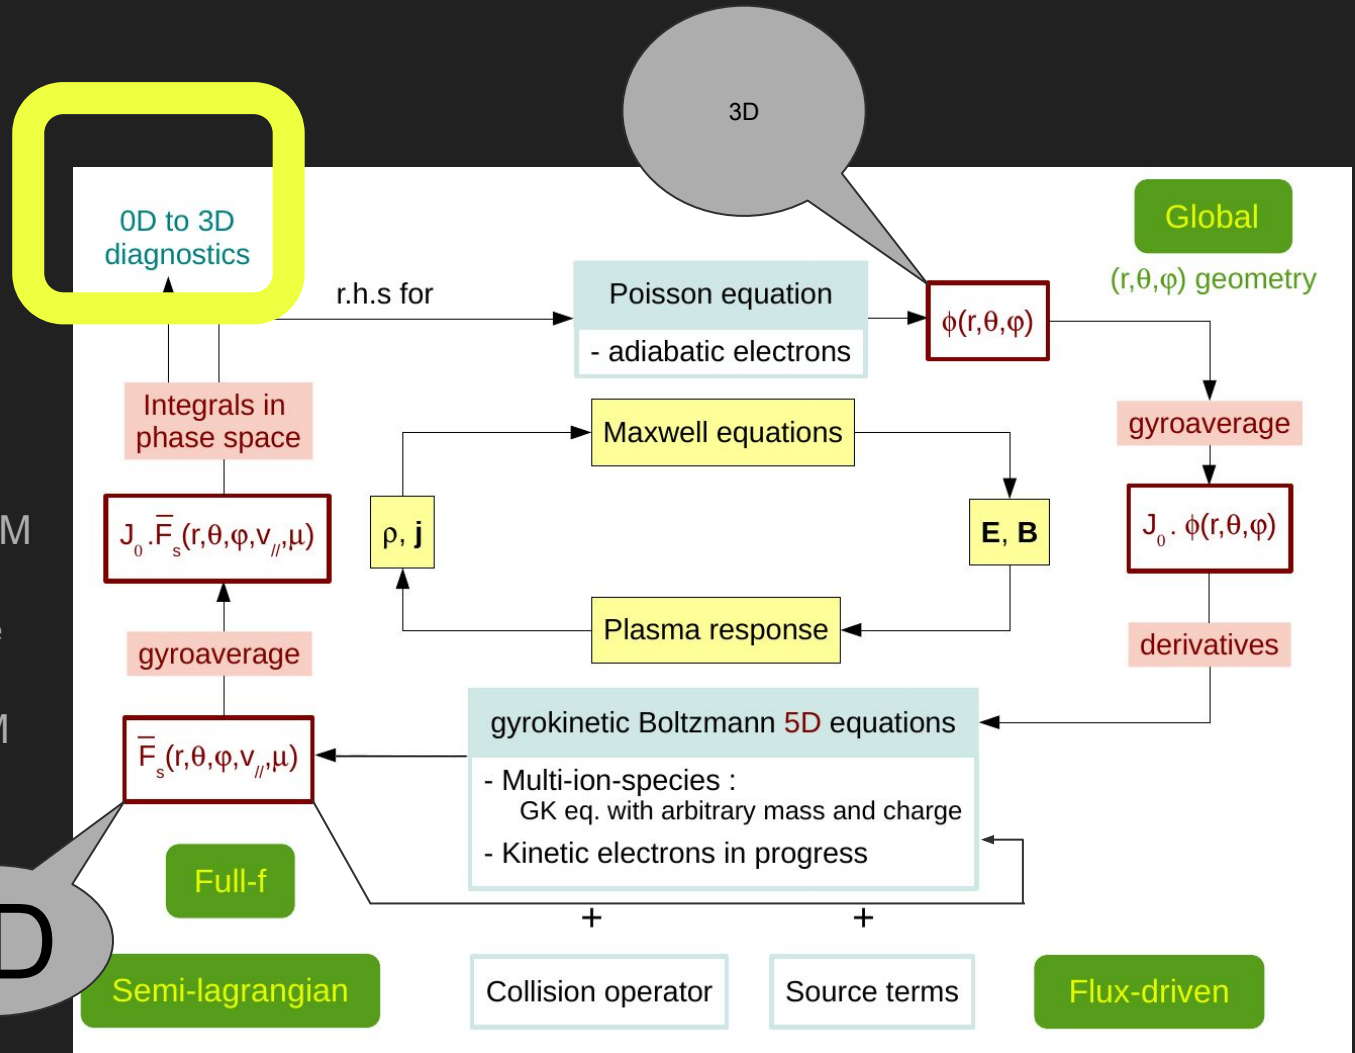 3D
0D to 3D
diagnostics
Global
(r,θ,φ) geometry
r.h.s for
Poisson equation
- adiabatic electrons
ϕ(r,θ,φ)
Integrals in
phase space
Maxwell equations
gyroaverage
M
J₀.F̅ₛ(r,θ,φ,v_//,μ)
ρ, j
E, B
J₀ . ϕ(r,θ,φ)
gyroaverage
Plasma response
derivatives
gyrokinetic Boltzmann 5D equations
F̅ₛ(r,θ,φ,v_//,μ)
- Multi-ion-species :
GK eq. with arbitrary mass and charge
- Kinetic electrons in progress
Full-f
+ +
D
Semi-lagrangian
Collision operator
Source terms
Flux-driven